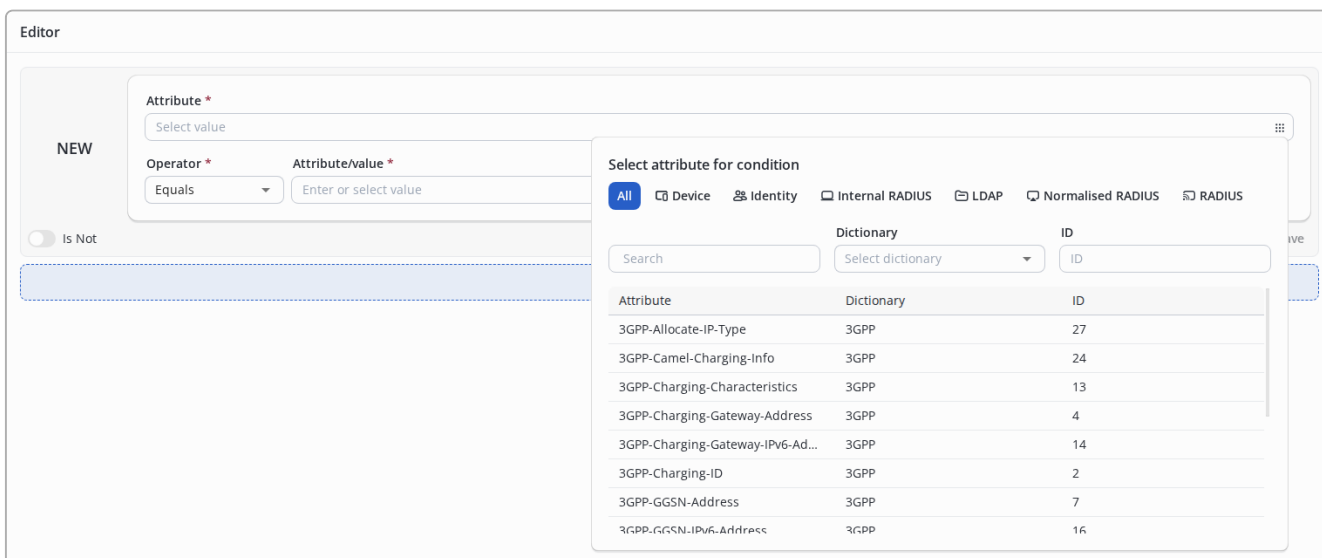 Editor
NEW
Attribute *
Select value
Operator *
Attribute/value *
Equals
Enter or select value
Is Not
Select attribute for condition
All Device Identity Internal RADIUS LDAP Normalised RADIUS RADIUS
Dictionary ID
Search Select dictionary ID
Attribute Dictionary ID
3GPP-Allocate-IP-Type 3GPP 27
3GPP-Camel-Charging-Info 3GPP 24
3GPP-Charging-Characteristics 3GPP 13
3GPP-Charging-Gateway-Address 3GPP 4
3GPP-Charging-Gateway-IPv6-Ad... 3GPP 14
3GPP-Charging-ID 3GPP 2
3GPP-GGSN-Address 3GPP 7
3GPP-GGSN-IPv6-Address 3GPP 16